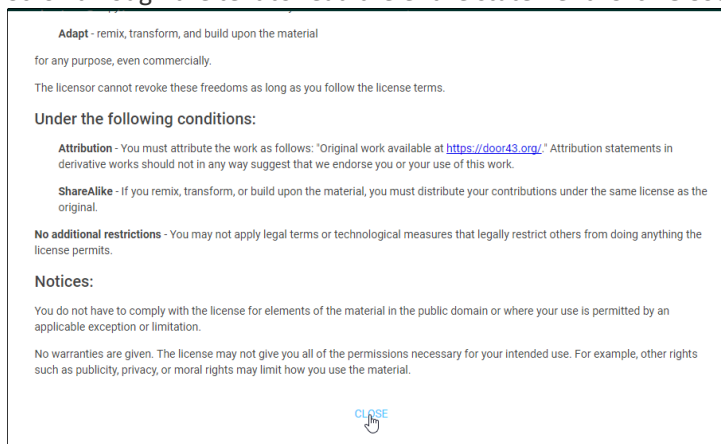 Adapt - remix, transform, and build upon the material
for any purpose, even commercially.
The licensor cannot revoke these freedoms as long as you follow the license terms.
Under the following conditions:
Attribution - You must attribute the work as follows: "Original work available at https://door43.org/." Attribution statements in
derivative works should not in any way suggest that we endorse you or your use of this work.
ShareAlike - If you remix, transform, or build upon the material, you must distribute your contributions under the same license as the
original.
No additional restrictions - You may not apply legal terms or technological measures that legally restrict others from doing anything the
license permits.
Notices:
You do not have to comply with the license for elements of the material in the public domain or where your use is permitted by an
applicable exception or limitation.
No warranties are given. The license may not give you all of the permissions necessary for your intended use. For example, other rights
such as publicity, privacy, or moral rights may limit how you use the material.
CLOSE